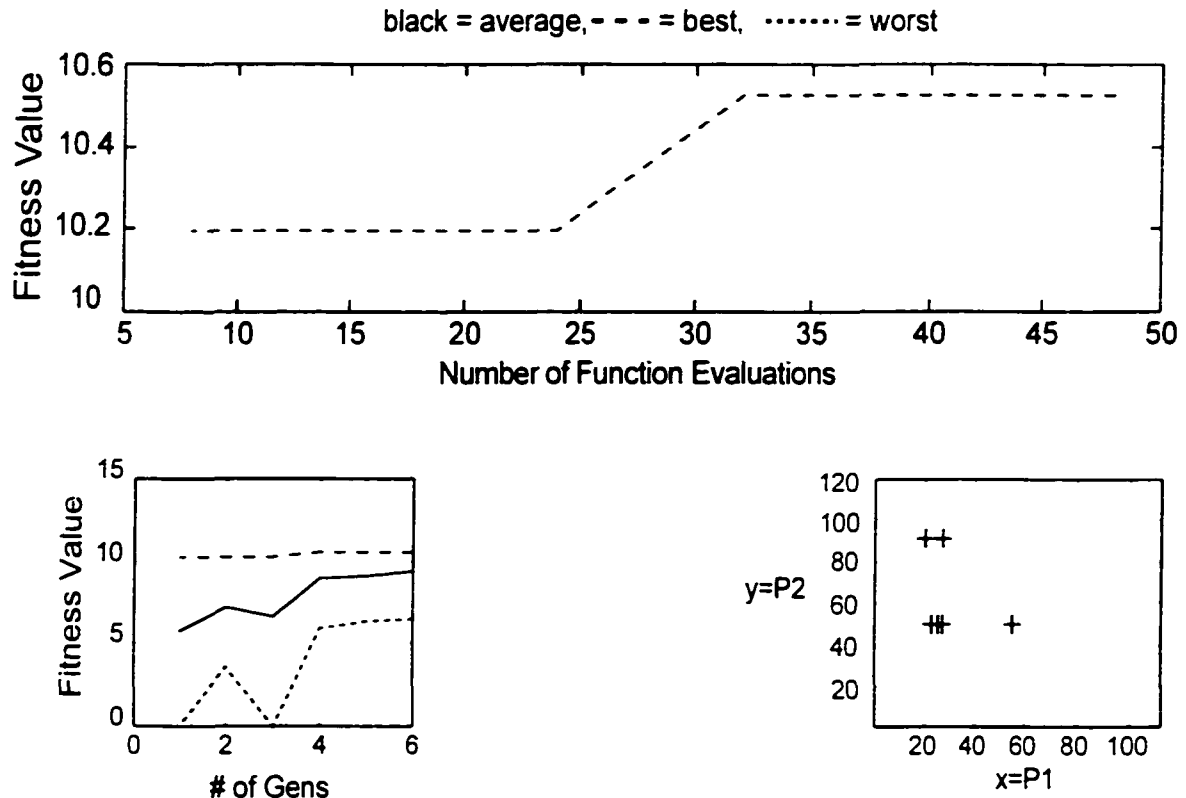 black = average, = best, = worst
Fitness Value
10.6
10.4
10.2
10
5 10 15 20 25 30 35 40 45 50
Number of Function Evaluations
Fitness Value
15
10
5
0
0 2 4 6
# of Gens
y=P2
120
100
80
60
40
20
20 40 60 80 100
x=P1